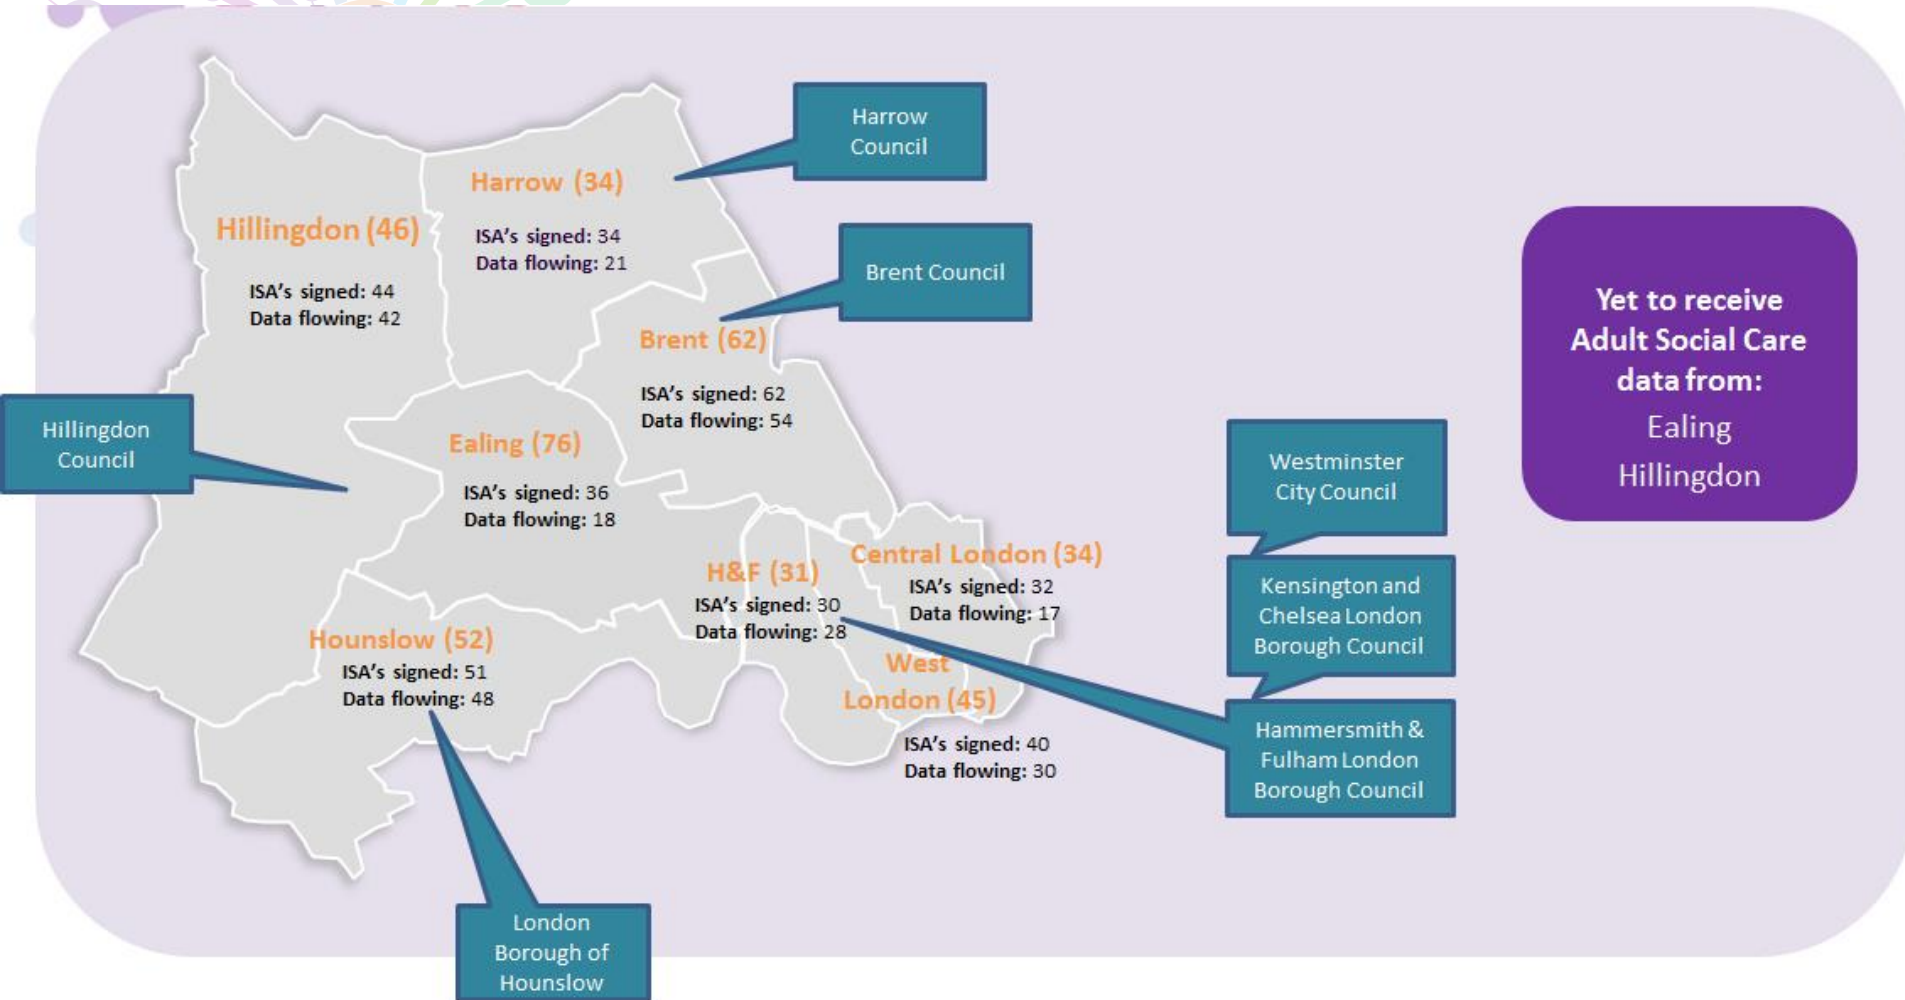 Harrow
Council
Harrow (34)
ISA's signed: 34
Data flowing: 21
Hillingdon (46)
ISA's signed: 44
Data flowing: 42
Brent Council
Brent (62)
ISA's signed: 62
Data flowing: 54
Yet to receive
Adult Social Care
data from:
Ealing
Hillingdon
Hillingdon
Council
Ealing (76)
ISA's signed: 36
Data flowing: 18
Westminster
City Council
Central London (34)
ISA's signed: 32
Data flowing: 17
H&F (31)
ISA's signed: 30
Data flowing: 28
Kensington and
Chelsea London
Borough Council
Hounslow (52)
ISA's signed: 51
Data flowing: 48
West
London (45)
ISA's signed: 40
Data flowing: 30
Hammersmith &
Fulham London
Borough Council
London
Borough of
Hounslow